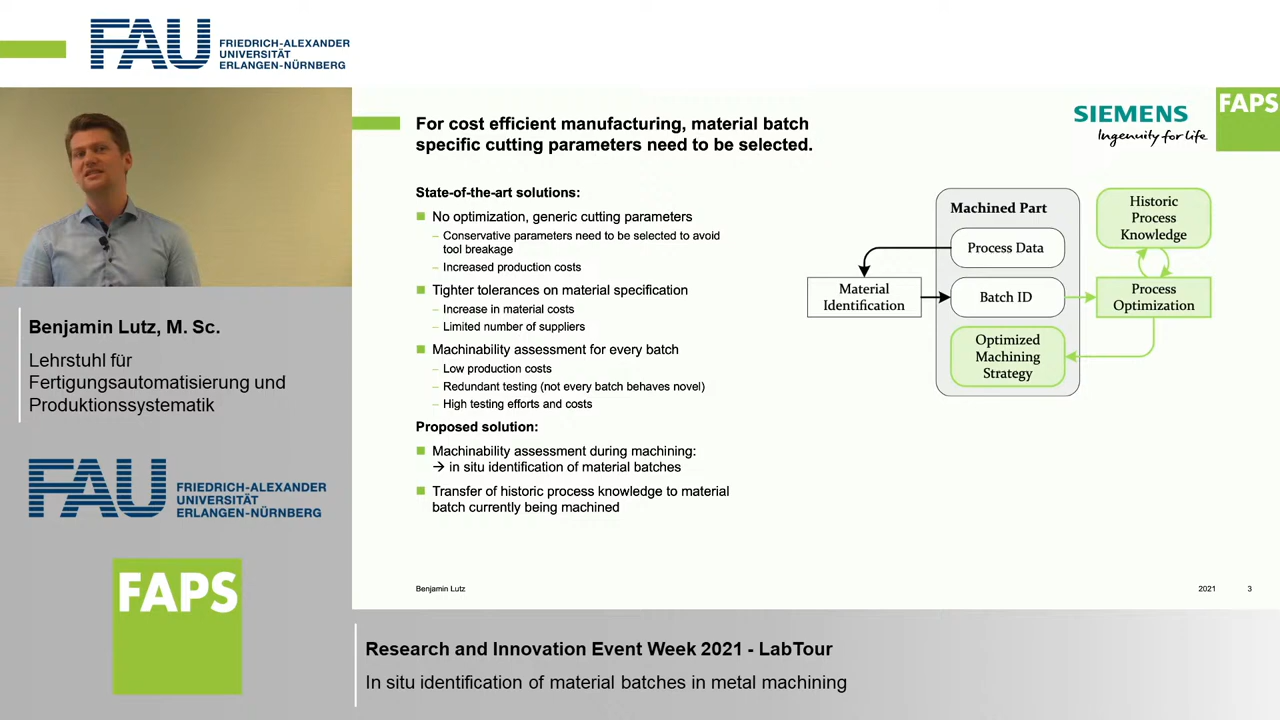 FAU
FRIEDRICH-ALEXANDER
UNIVERSITÄT
ERLANGEN-NÜRNBERG
SIEMENS
Ingenuity for life
FAPS
For cost efficient manufacturing, material batch
specific cutting parameters need to be selected.
State-of-the-art solutions:
No optimization, generic cutting parameters
– Conservative parameters need to be selected to avoid
tool breakage
– Increased production costs
Tighter tolerances on material specification
– Increase in material costs
– Limited number of suppliers
Machinability assessment for every batch
– Low production costs
– Redundant testing (not every batch behaves novel)
– High testing efforts and costs
Proposed solution:
Machinability assessment during machining:
→ in situ identification of material batches
Transfer of historic process knowledge to material
batch currently being machined
Machined Part
Process Data
Material
Identification
Batch ID
Optimized
Machining
Strategy
Historic
Process
Knowledge
Process
Optimization
Benjamin Lutz
2021
3
Benjamin Lutz, M. Sc.
Lehrstuhl für
Fertigungsautomatisierung und
Produktionssystematik
FAU
FRIEDRICH-ALEXANDER
UNIVERSITÄT
ERLANGEN-NÜRNBERG
FAPS
Research and Innovation Event Week 2021 - LabTour
In situ identification of material batches in metal machining